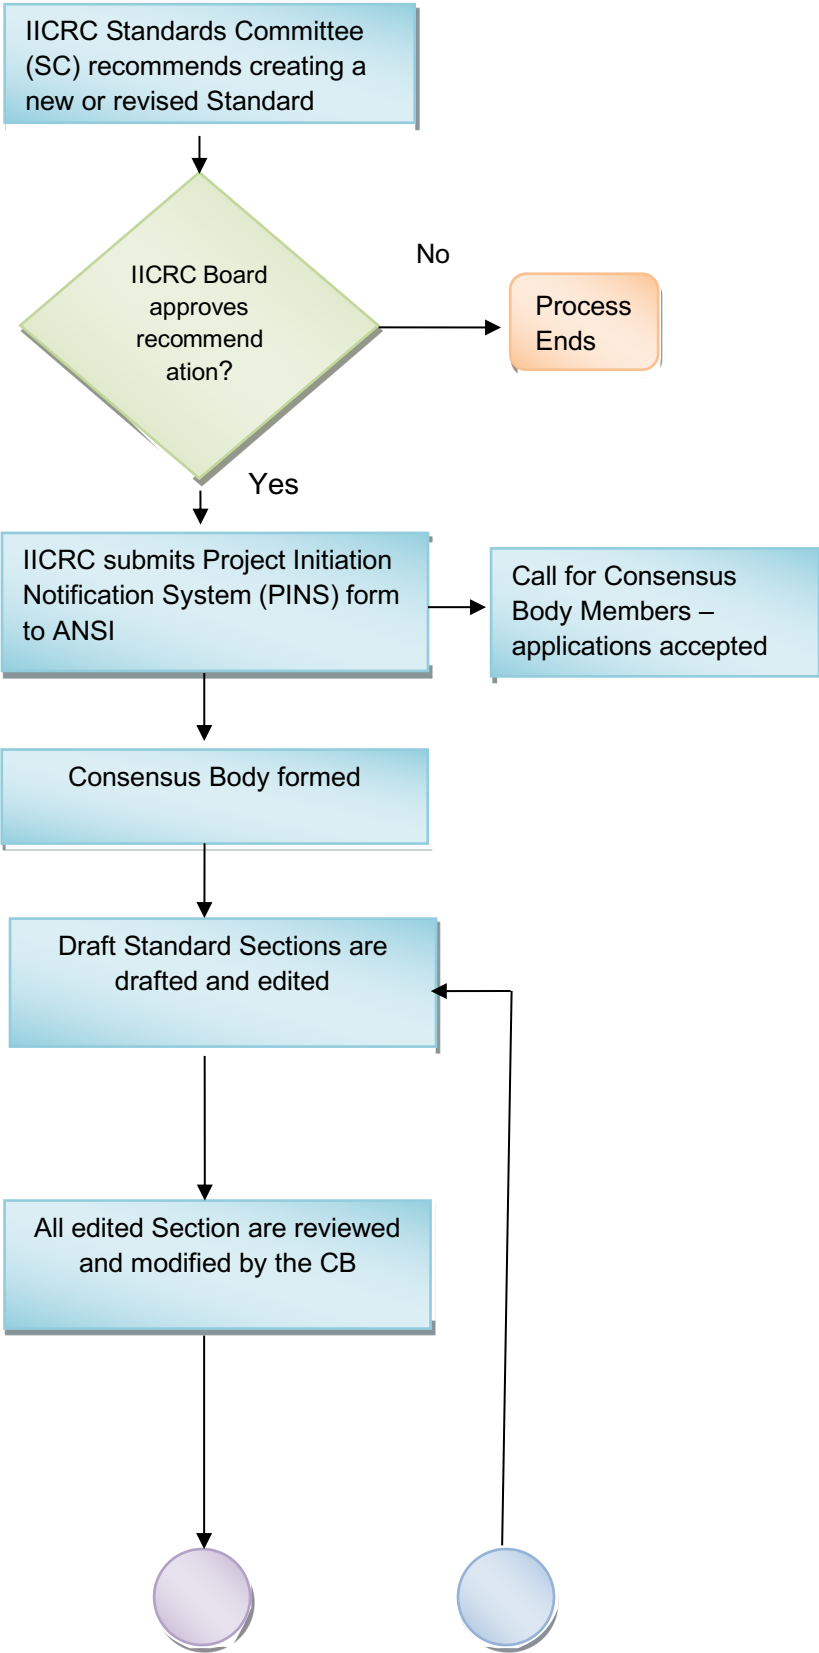 IICRC Standards Committee
(SC) recommends creating a
new or revised Standard
IICRC Board
approves
recommend
ation?
No
Process
Ends
Yes
IICRC submits Project Initiation
Notification System (PINS) form
to ANSI
Call for Consensus
Body Members –
applications accepted
Consensus Body formed
Draft Standard Sections are
drafted and edited
All edited Section are reviewed
and modified by the CB